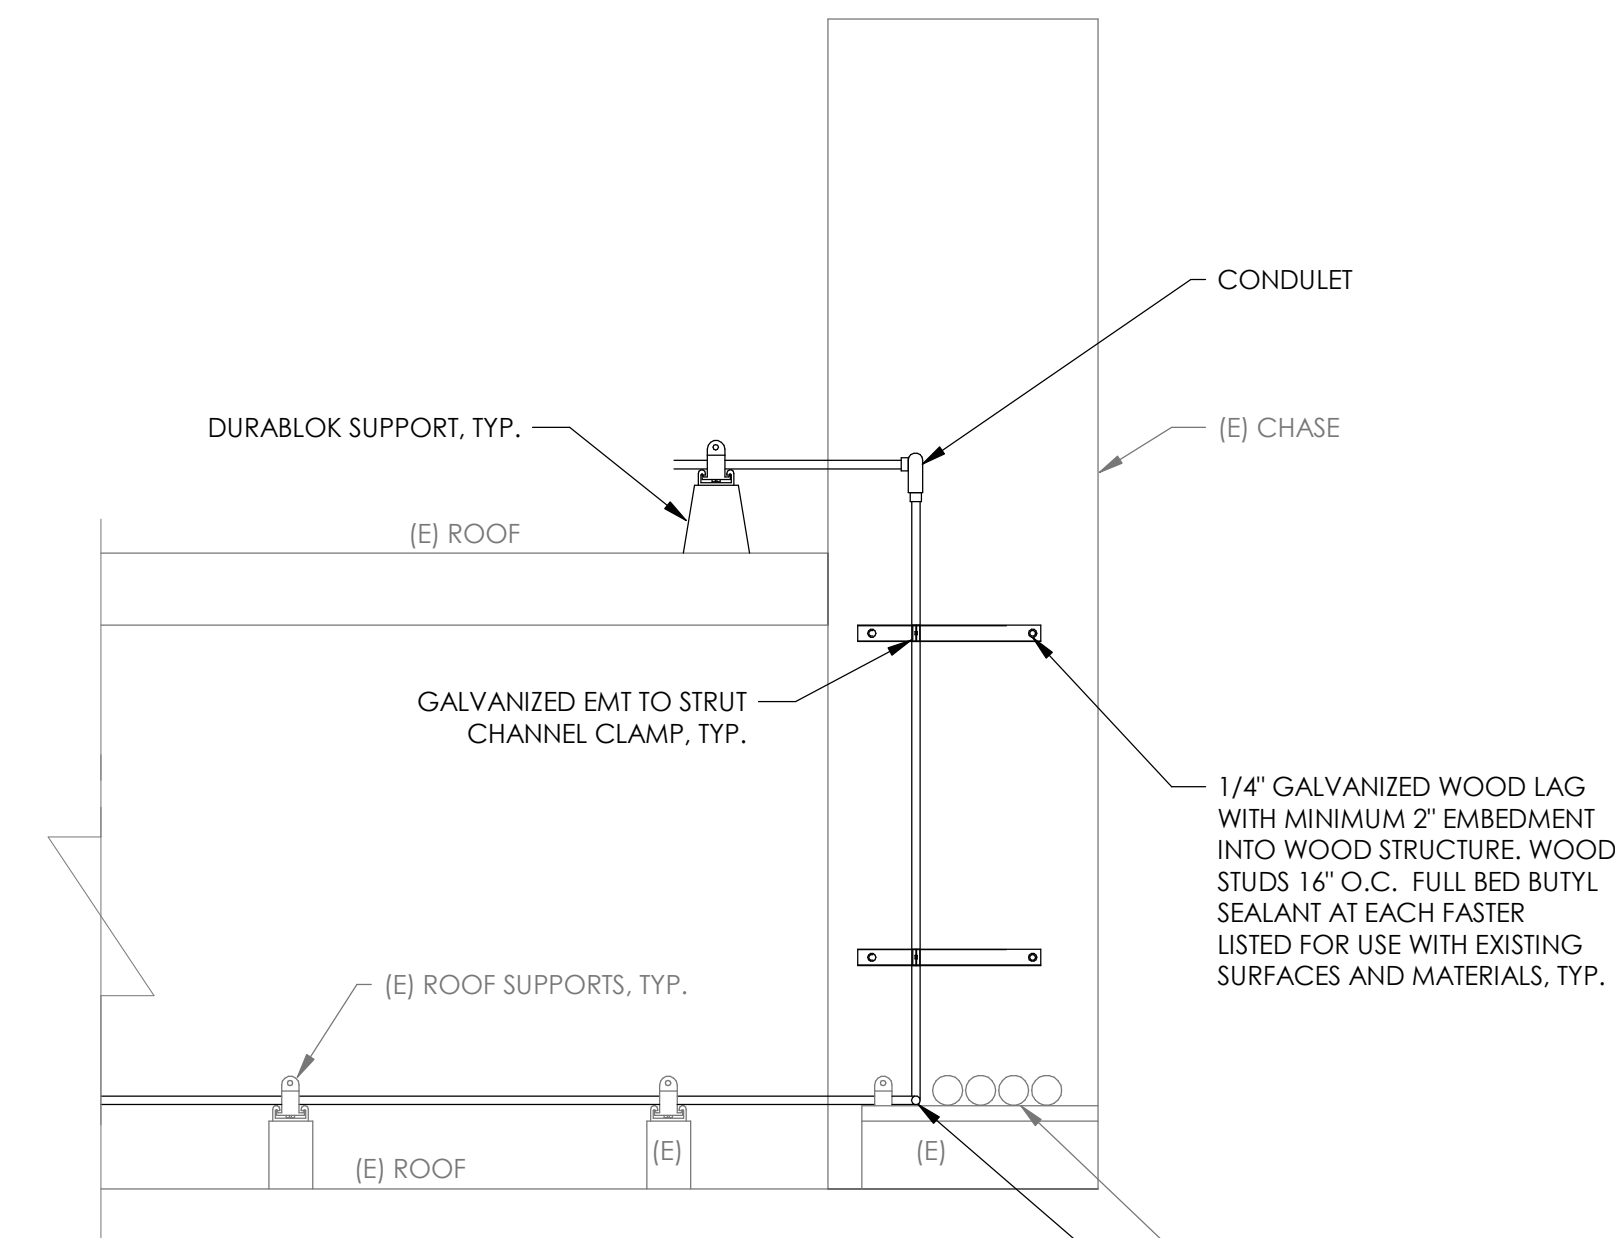 CONDULET
DURABLOK SUPPORT, TYP.
(E) CHASE
(E) ROOF
GALVANIZED EMT TO STRUT
CHANNEL CLAMP, TYP.
1/4" GALVANIZED WOOD LAG
WITH MINIMUM 2" EMBEDMENT
INTO WOOD STRUCTURE. WOOD
STUDS 16" O.C. FULL BED BUTYL
SEALANT AT EACH FASTER
LISTED FOR USE WITH EXISTING
SURFACES AND MATERIALS, TYP.
(E) ROOF SUPPORTS, TYP.
(E)
(E)
(E) ROOF